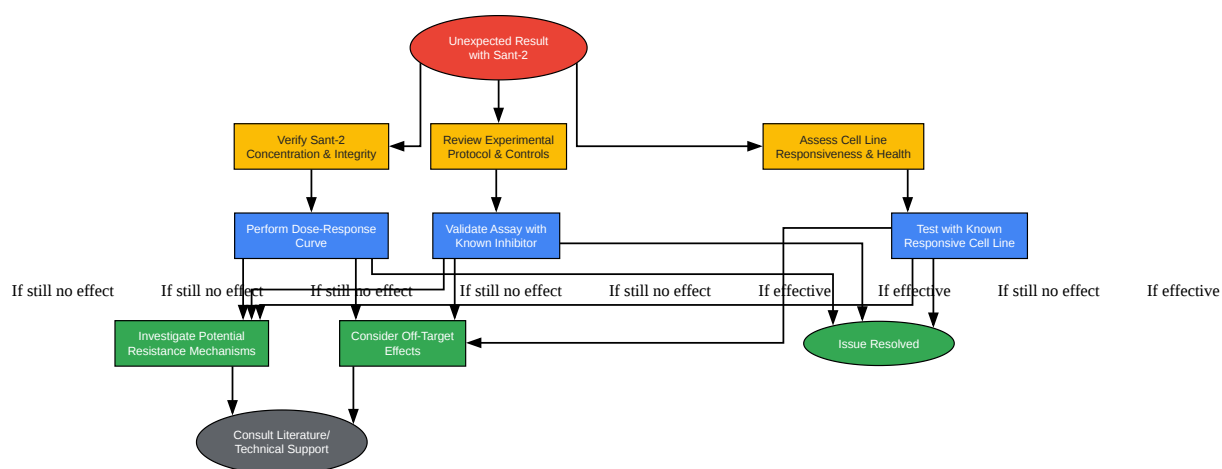 Unexpected Result
with Sant-2
Verify Sant-2
Concentration & Integrity
Review Experimental
Protocol & Controls
Assess Cell Line
Responsiveness & Health
Perform Dose-Response
Curve
Validate Assay with
Known Inhibitor
Test with Known
Responsive Cell Line
If still no effect
If still no effect
If still no effect
If still no effect
If still no effect
If effective
If effective
If still no effect
If effective
Investigate Potential
Resistance Mechanisms
Consider Off-Target
Effects
Issue Resolved
Consult Literature/
Technical Support